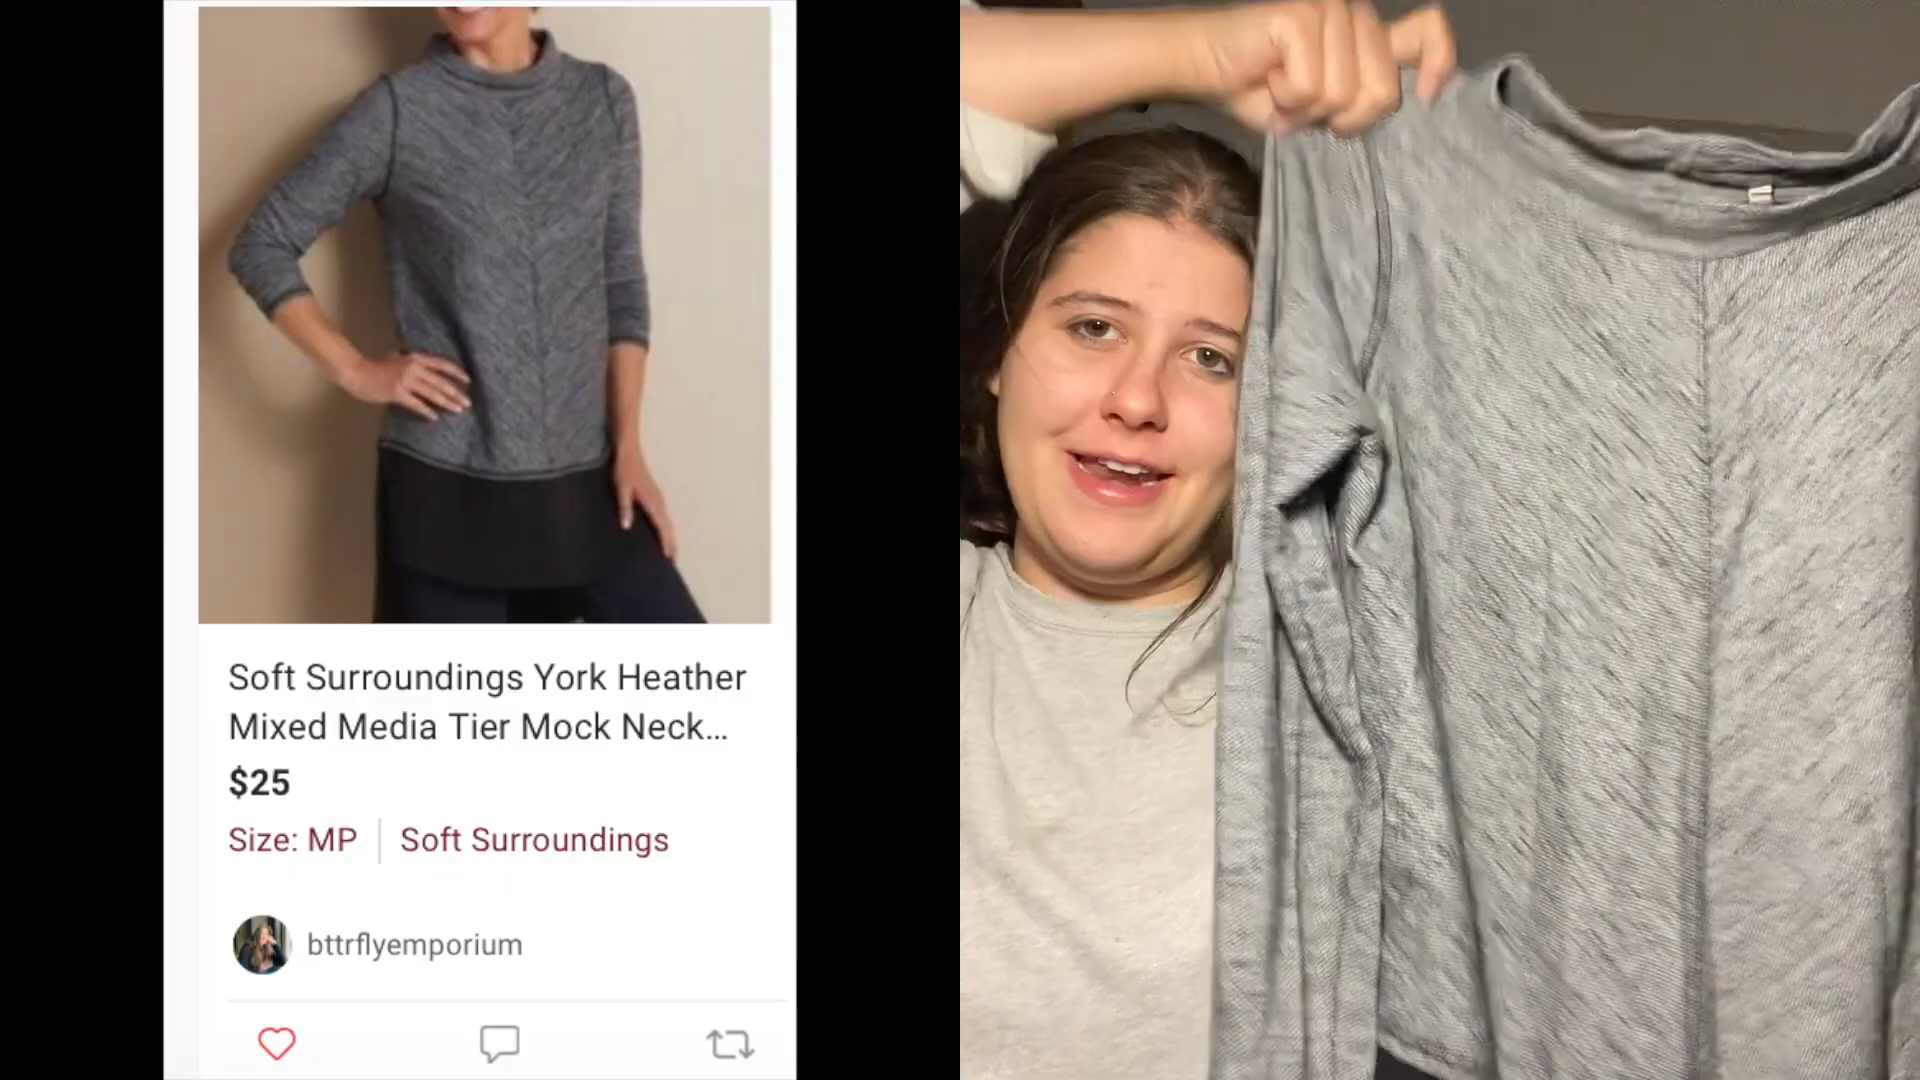 Soft Surroundings York Heather
Mixed Media Tier Mock Neck...
$25
Size: MP | Soft Surroundings
bttrflyemporium